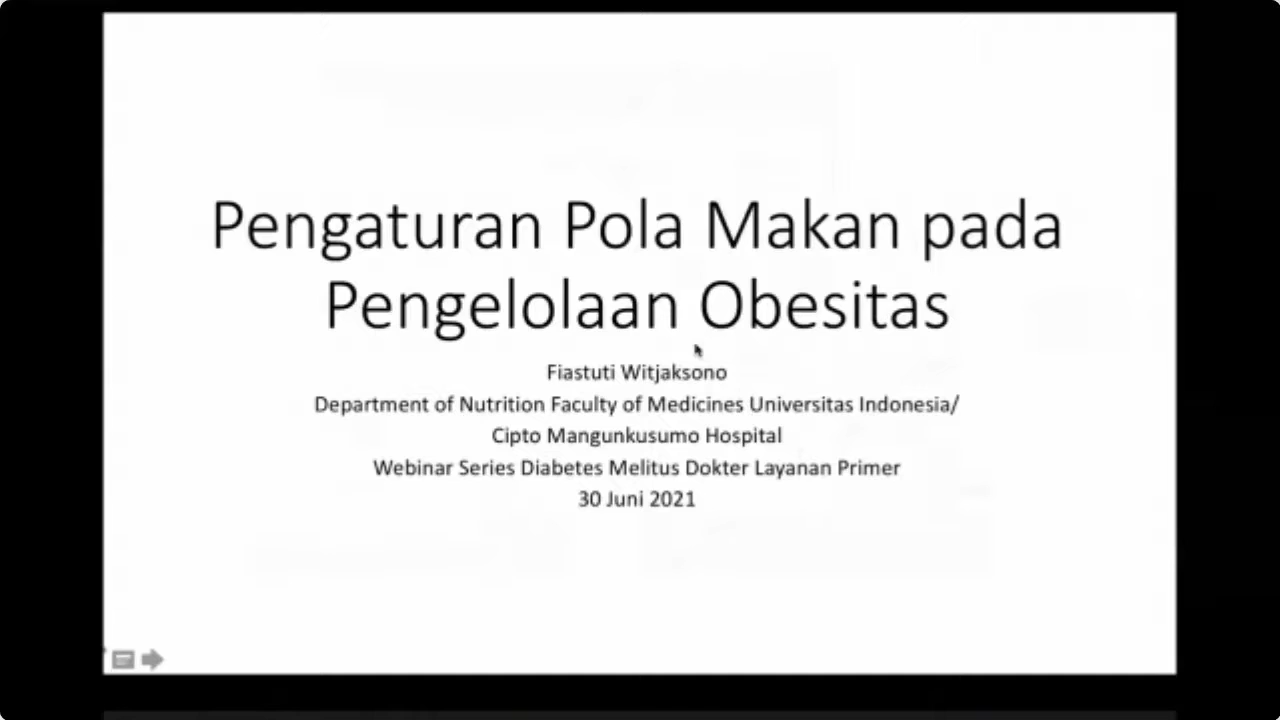 Pengaturan Pola Makan pada
Pengelolaan Obesitas
Fiastuti Witjaksono
Department of Nutrition Faculty of Medicines Universitas Indonesia/
Cipto Mangunkusumo Hospital
Webinar Series Diabetes Melitus Dokter Layanan Primer
30 Juni 2021